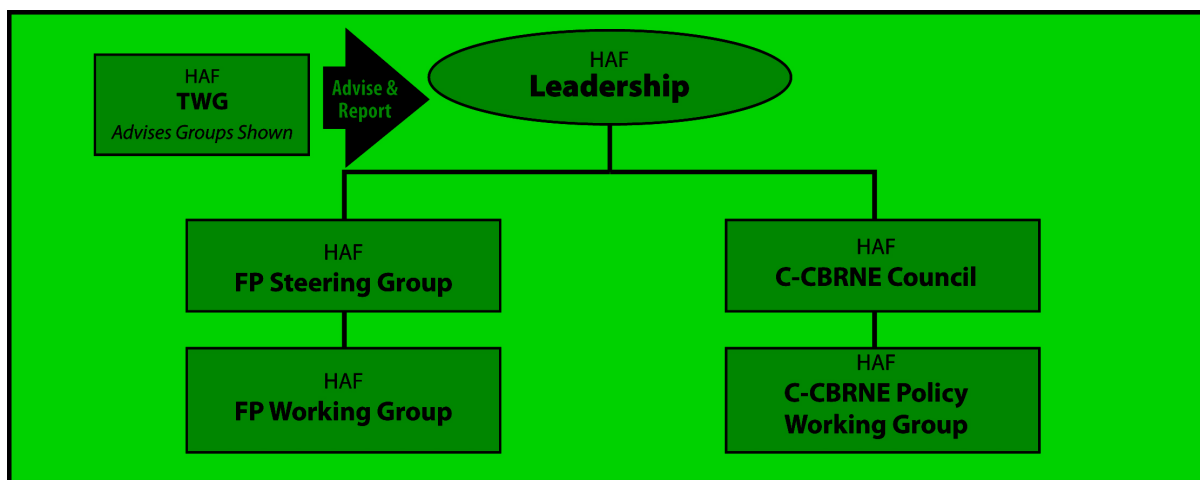 HAF
TWG
Advises Groups Shown
Advise &
Report
HAF
Leadership
HAF
FP Steering Group
HAF
C-CBRNE Council
HAF
FP Working Group
HAF
C-CBRNE Policy
Working Group